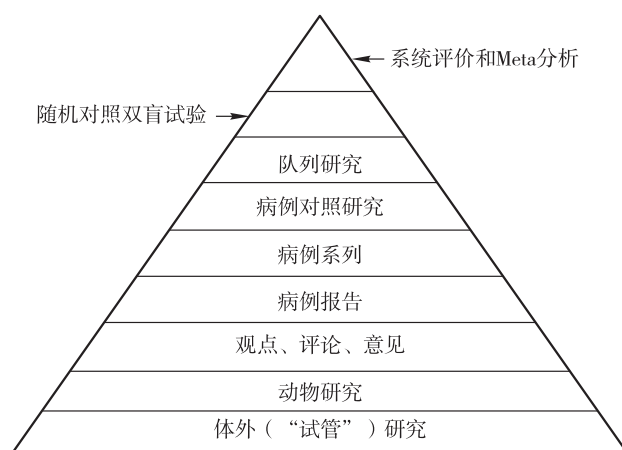 系统评价和Meta分析
随机对照双盲试验
队列研究
病例对照研究
病例系列
病例报告
观点、评论、意见
动物研究
体外（“试管”）研究